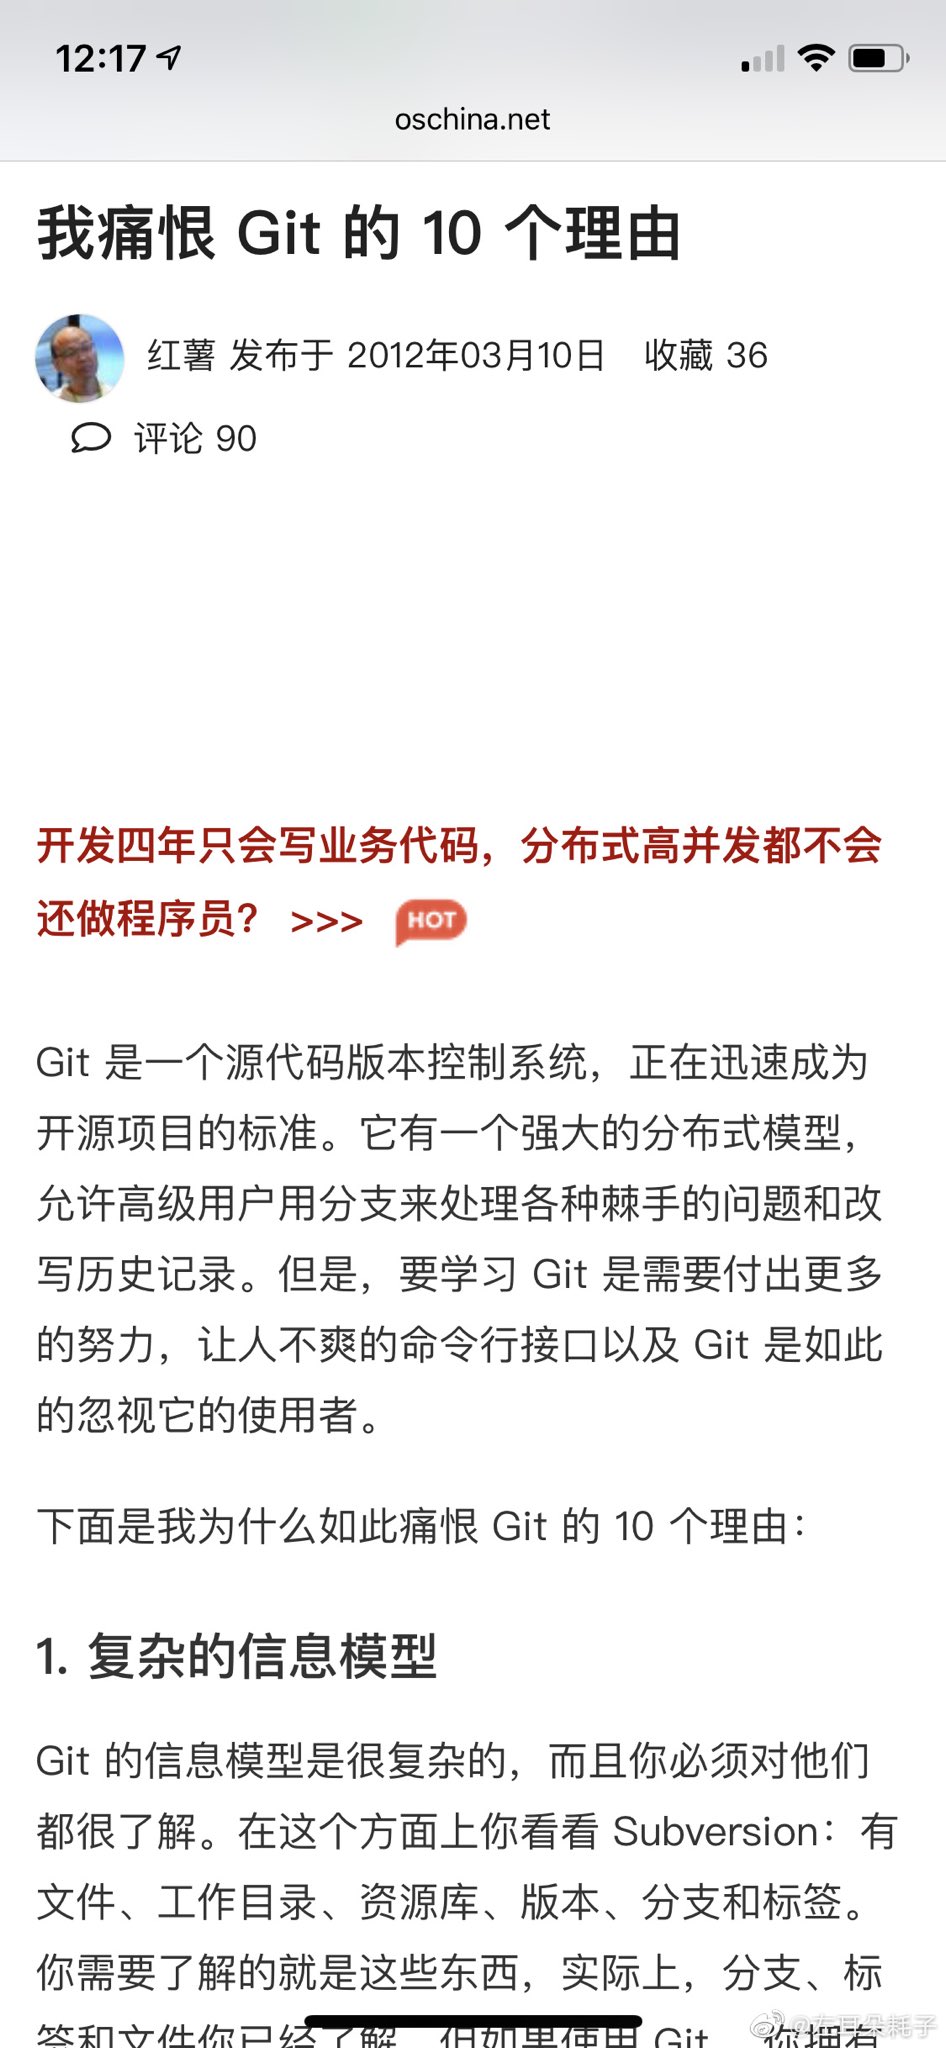 12:17
oschina.net
我痛恨 Git 的 10 个理由
红薯 发布于 2012年03月10日 收藏 36
评论 90
开发四年只会写业务代码，分布式高并发都不会
还做程序员？ >>> HOT
Git 是一个源代码版本控制系统，正在迅速成为
开源项目的标准。它有一个强大的分布式模型，
允许高级用户用分支来处理各种棘手的问题和改
写历史记录。但是，要学习 Git 是需要付出更多
的努力，让人不爽的命令行接口以及 Git 是如此
的忽视它的使用者。
下面是我为什么如此痛恨 Git 的 10 个理由：
1. 复杂的信息模型
Git 的信息模型是很复杂的，而且你必须对他们
都很了解。在这个方面上你看看 Subversion：有
文件、工作目录、资源库、版本、分支和标签。
你需要了解的就是这些东西，实际上，分支、标
签和文件你已经了解，但如果使用 Git，你拥有
@左耳朵耗子